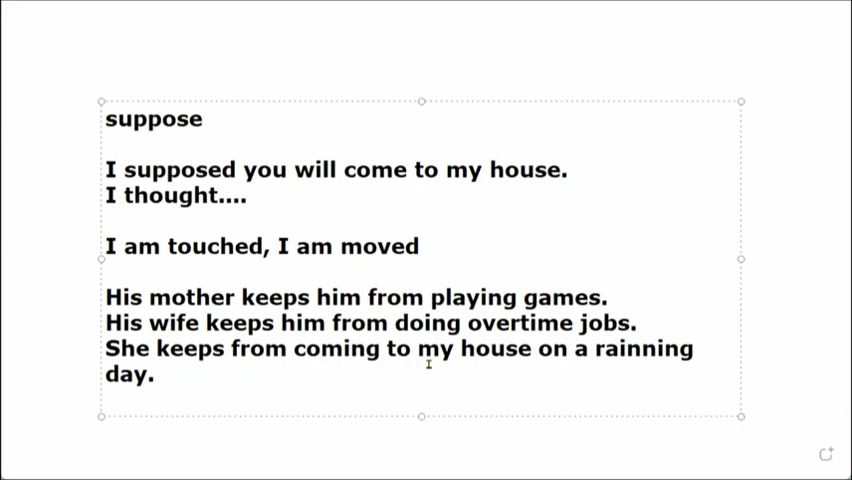 suppose
I supposed you will come to my house.
I thought....
I am touched, I am moved
His mother keeps him from playing games.
His wife keeps him from doing overtime jobs.
She keeps from coming to my house on a rainning
day.